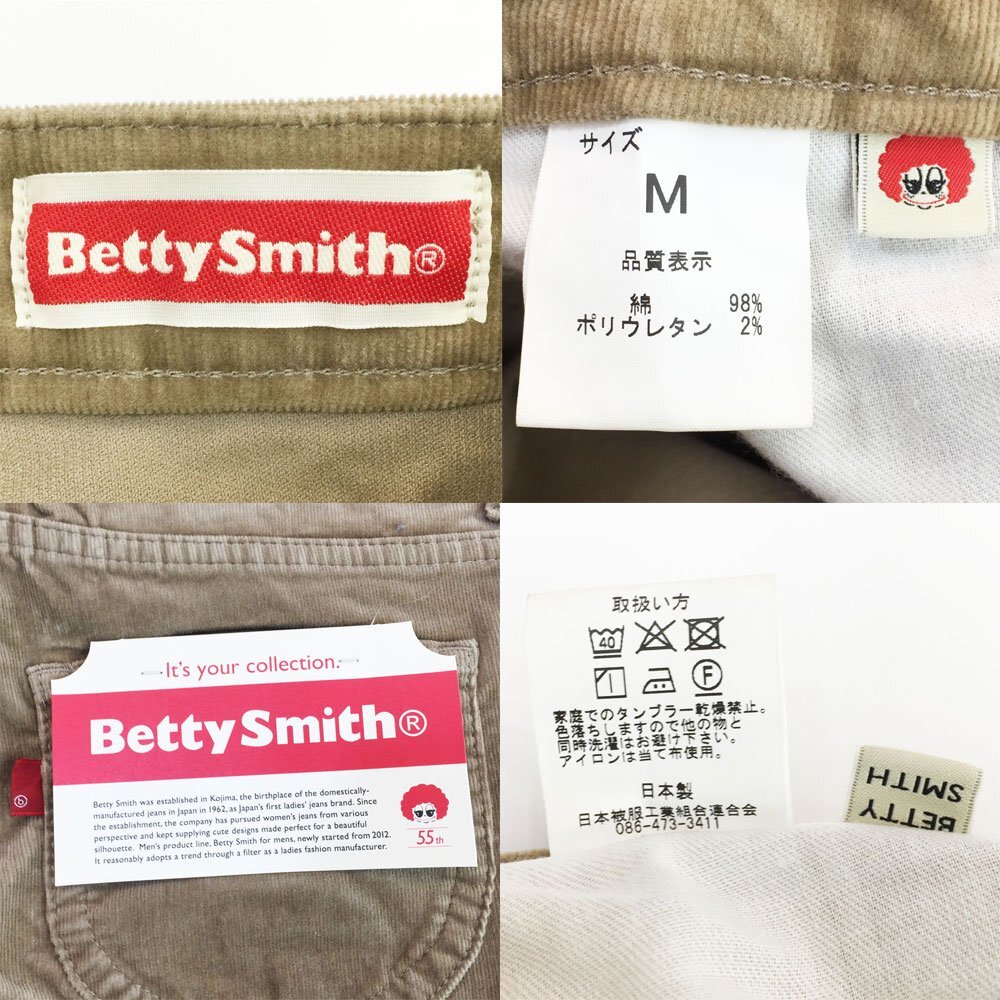 Betty Smith®
サイズ
M
品質表示
綿 98%
ポリウレタン 2%
It's your collection.
Betty Smith®
Betty Smith was established in Kojima, the birthplace of the domestically-
manufactured jeans in Japan in 1962, as Japan's first ladies' jeans brand. Since
the establishment, the company has pursued women's jeans from various
perspective and kept supplying cute designs made perfect for a beautiful
silhouette. Men's product line, Betty Smith for mens, newly started from 2012.
It reasonably adopts a trend through a filter as a ladies fashion manufacturer.
55th
b
取扱い方
40
F
家庭でのタンブラー乾燥禁止。
色落ちしますので他の物と
同時洗濯はお避け下さい。
アイロンは当て布使用。
日本製
日本被服工業組合連合会
086-473-3411
BETTY
SMITH